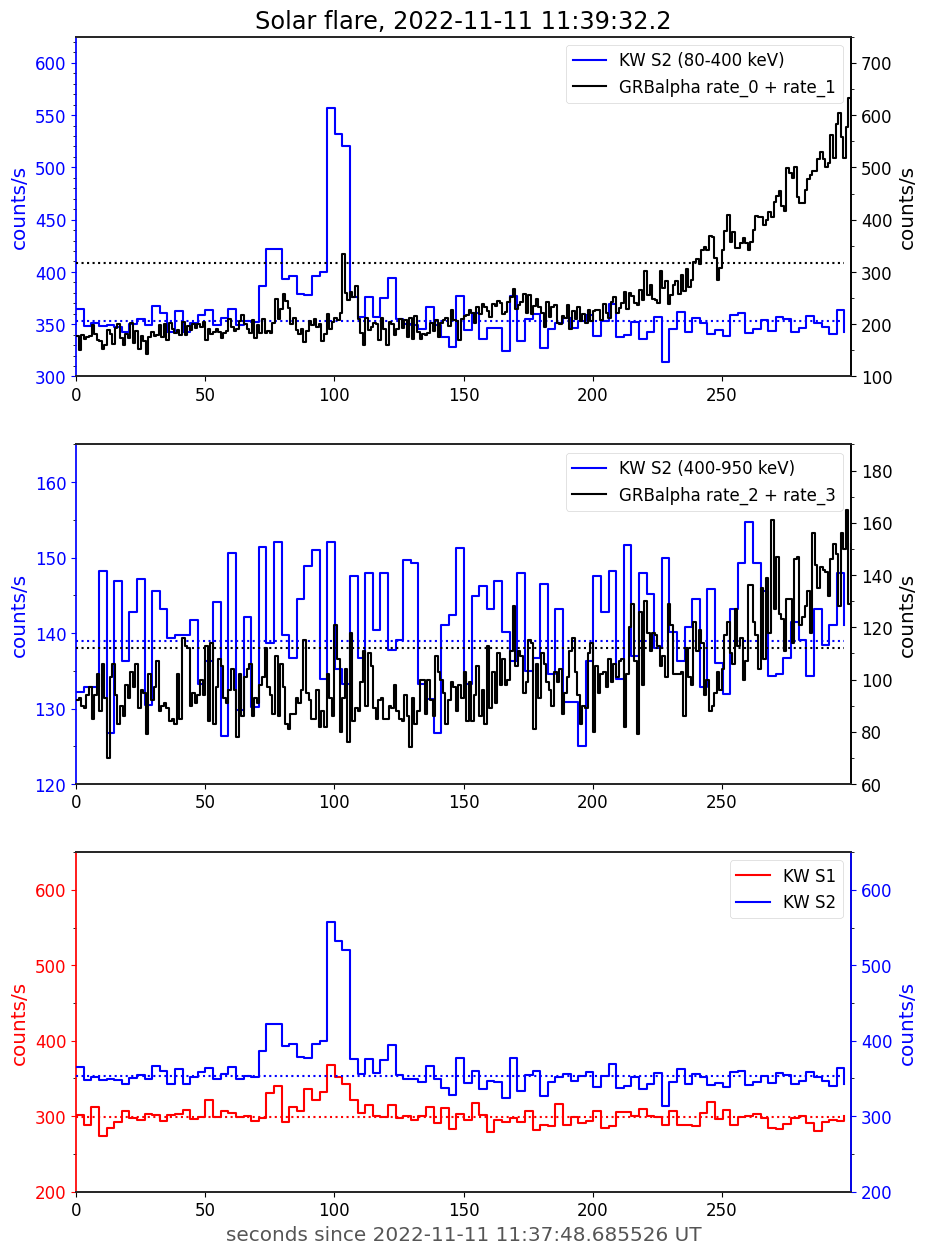 Solar flare, 2022-11-11 11:39:32.2
KW S2 (80-400 keV)
GRBalpha rate_0 + rate_1
600
550
500
450
400
350
300
counts/s
700
600
500
400
300
200
100
counts/s
0 50 100 150 200 250
KW S2 (400-950 keV)
GRBalpha rate_2 + rate_3
160
150
140
130
120
counts/s
180
160
140
120
100
80
60
counts/s
0 50 100 150 200 250
KW S1
KW S2
600
500
400
300
200
counts/s
600
500
400
300
200
counts/s
0 50 100 150 200 250
seconds since 2022-11-11 11:37:48.685526 UT